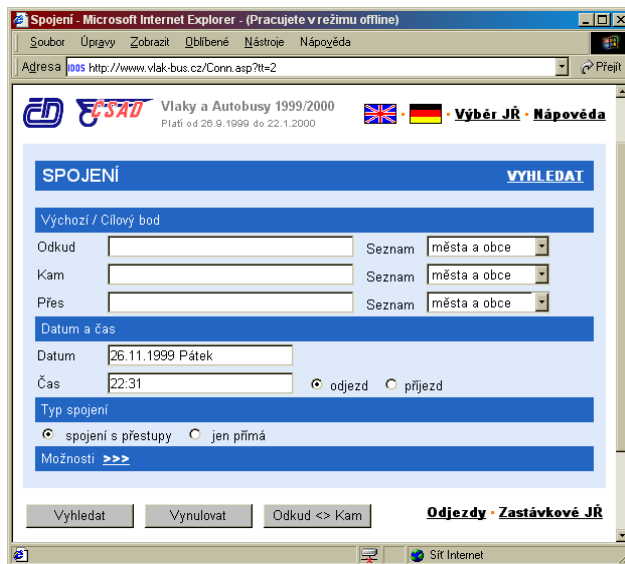 Spojení - Microsoft Internet Explorer - (Pracujete v režimu offline)
Soubor Úpravy Zobrazit Oblíbené Nástroje Nápověda
Adresa IDOS http://www.vlak-bus.cz/Conn.asp?tt=2 Přejít
ČD ČSAD Vlaky a Autobusy 1999/2000 · · Výběr JŘ · Nápověda
Platí od 26.9.1999 do 22.1.2000
SPOJENÍ VYHLEDAT
Výchozí / Cílový bod
Odkud Seznam města a obce
Kam Seznam města a obce
Přes Seznam města a obce
Datum a čas
Datum 26.11.1999 Pátek
Čas 22:31 odjezd příjezd
Typ spojení
spojení s přestupy jen přímá
Možnosti >>>
Vyhledat Vynulovat Odkud <> Kam Odjezdy · Zastávkové JŘ
Síť Internet